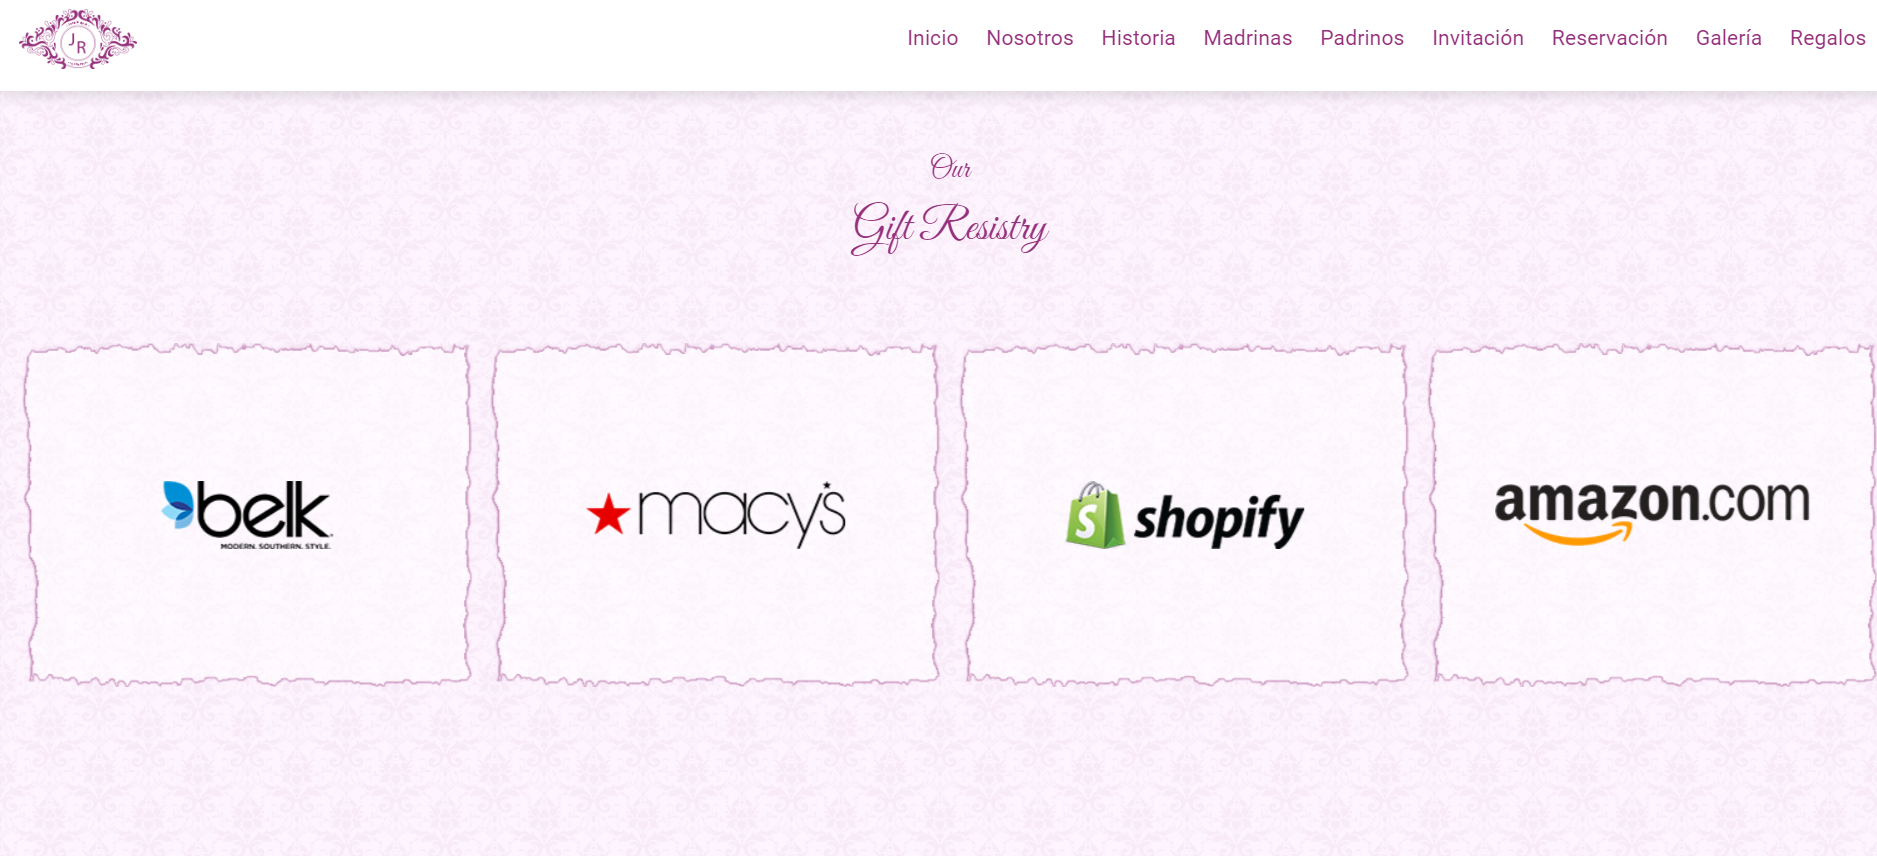 J R
Inicio Nosotros Historia Madrinas Padrinos Invitación Reservación Galería Regalos
Our
Gift Resistry
belk
MODERN. SOUTHERN. STYLE.
macy's
S shopify
amazon.com